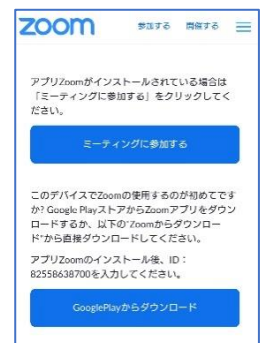 zoom 参加する 開催する
アプリZoomがインストールされている場合は
「ミーティングに参加する」をクリックしてく
ださい。
ミーティングに参加する
このデバイスでZoomの使用するのが初めてです
か? Google PlayストアからZoomアプリをダウン
ロードするか、以下の"Zoomからダウンロー
ド"から直接ダウンロードしてください。
アプリZoomのインストール後、ID：
82558638700を入力してください。
GooglePlayからダウンロード